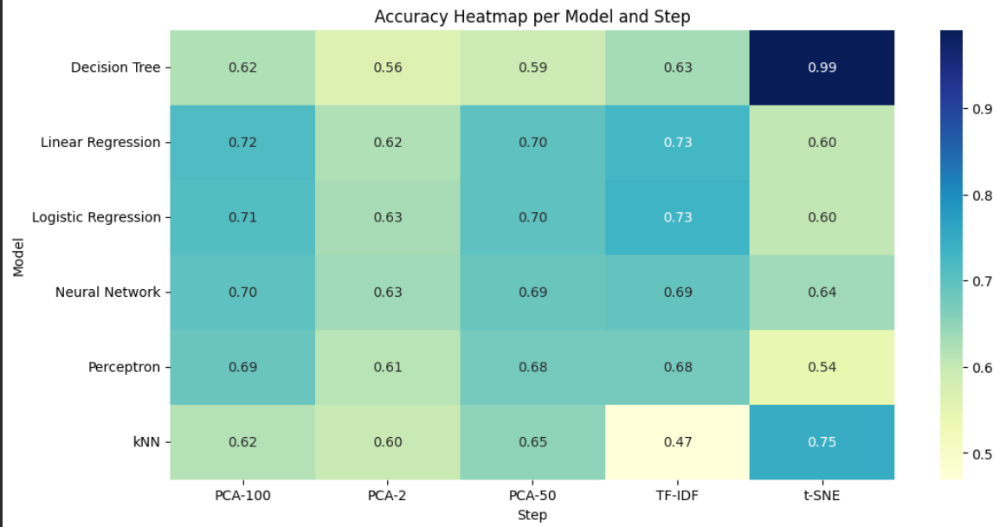 Accuracy Heatmap per Model and Step
Decision Tree 0.62 0.56 0.59 0.63 0.99
Linear Regression 0.72 0.62 0.70 0.73 0.60
Logistic Regression 0.71 0.63 0.70 0.73 0.60
Neural Network 0.70 0.63 0.69 0.69 0.64
Perceptron 0.69 0.61 0.68 0.68 0.54
kNN 0.62 0.60 0.65 0.47 0.75
Model
PCA-100 PCA-2 PCA-50 TF-IDF t-SNE
Step
0.9
0.8
0.7
0.6
0.5